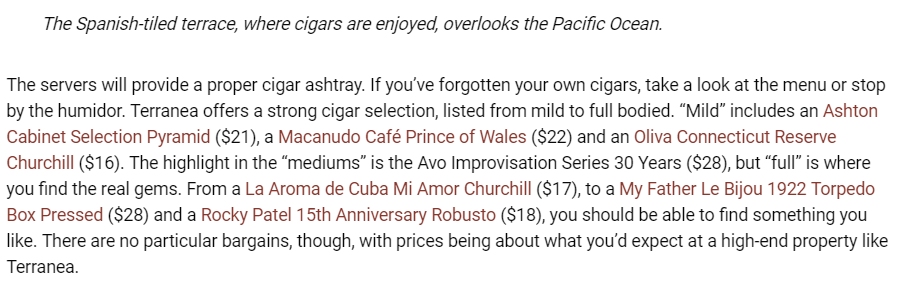 The Spanish-tiled terrace, where cigars are enjoyed, overlooks the Pacific Ocean.
The servers will provide a proper cigar ashtray. If you’ve forgotten your own cigars, take a look at the menu or stop
by the humidor. Terranea offers a strong cigar selection, listed from mild to full bodied. “Mild” includes an Ashton
Cabinet Selection Pyramid ($21), a Macanudo Café Prince of Wales ($22) and an Oliva Connecticut Reserve
Churchill ($16). The highlight in the “mediums” is the Avo Improvisation Series 30 Years ($28), but “full” is where
you find the real gems. From a La Aroma de Cuba Mi Amor Churchill ($17), to a My Father Le Bijou 1922 Torpedo
Box Pressed ($28) and a Rocky Patel 15th Anniversary Robusto ($18), you should be able to find something you
like. There are no particular bargains, though, with prices being about what you’d expect at a high-end property like
Terranea.